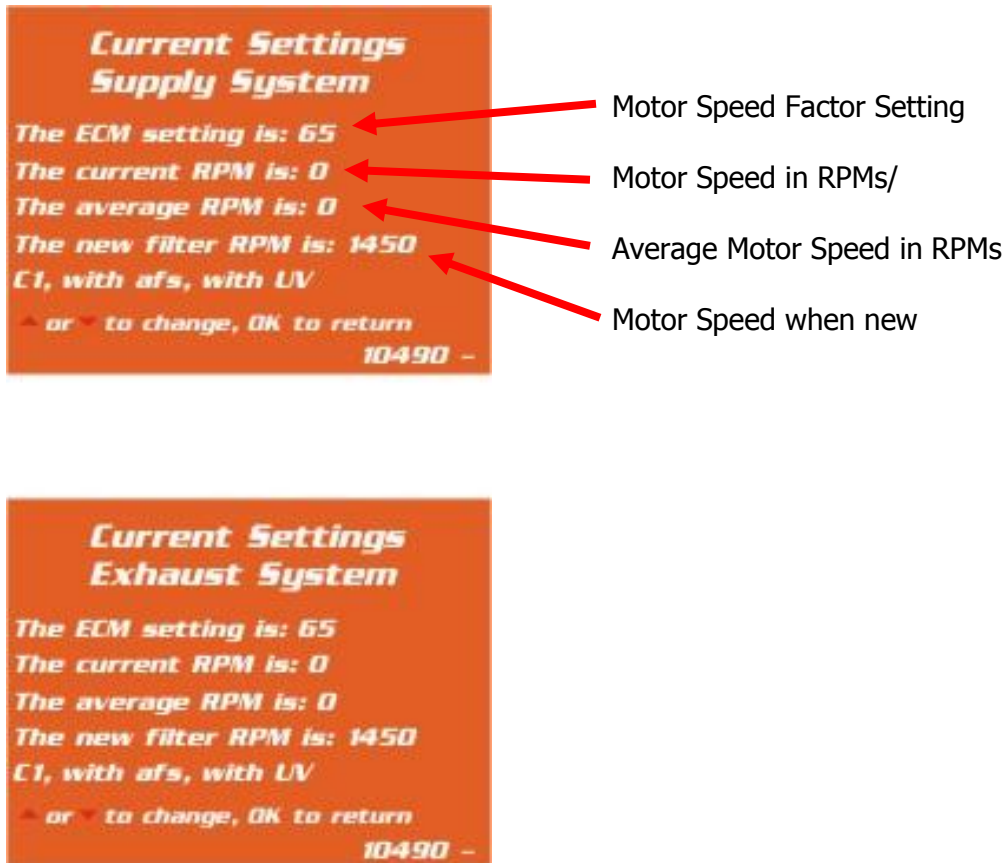 Current Settings
Supply System
The ECM setting is: 65
The current RPM is: 0
The average RPM is: 0
The new filter RPM is: 1450
C1, with afs, with UV
or to change, OK to return
10490 -
Motor Speed Factor Setting
Motor Speed in RPMs/
Average Motor Speed in RPMs
Motor Speed when new
Current Settings
Exhaust System
The ECM setting is: 65
The current RPM is: 0
The average RPM is: 0
The new filter RPM is: 1450
C1, with afs, with UV
or to change, OK to return
10490 -